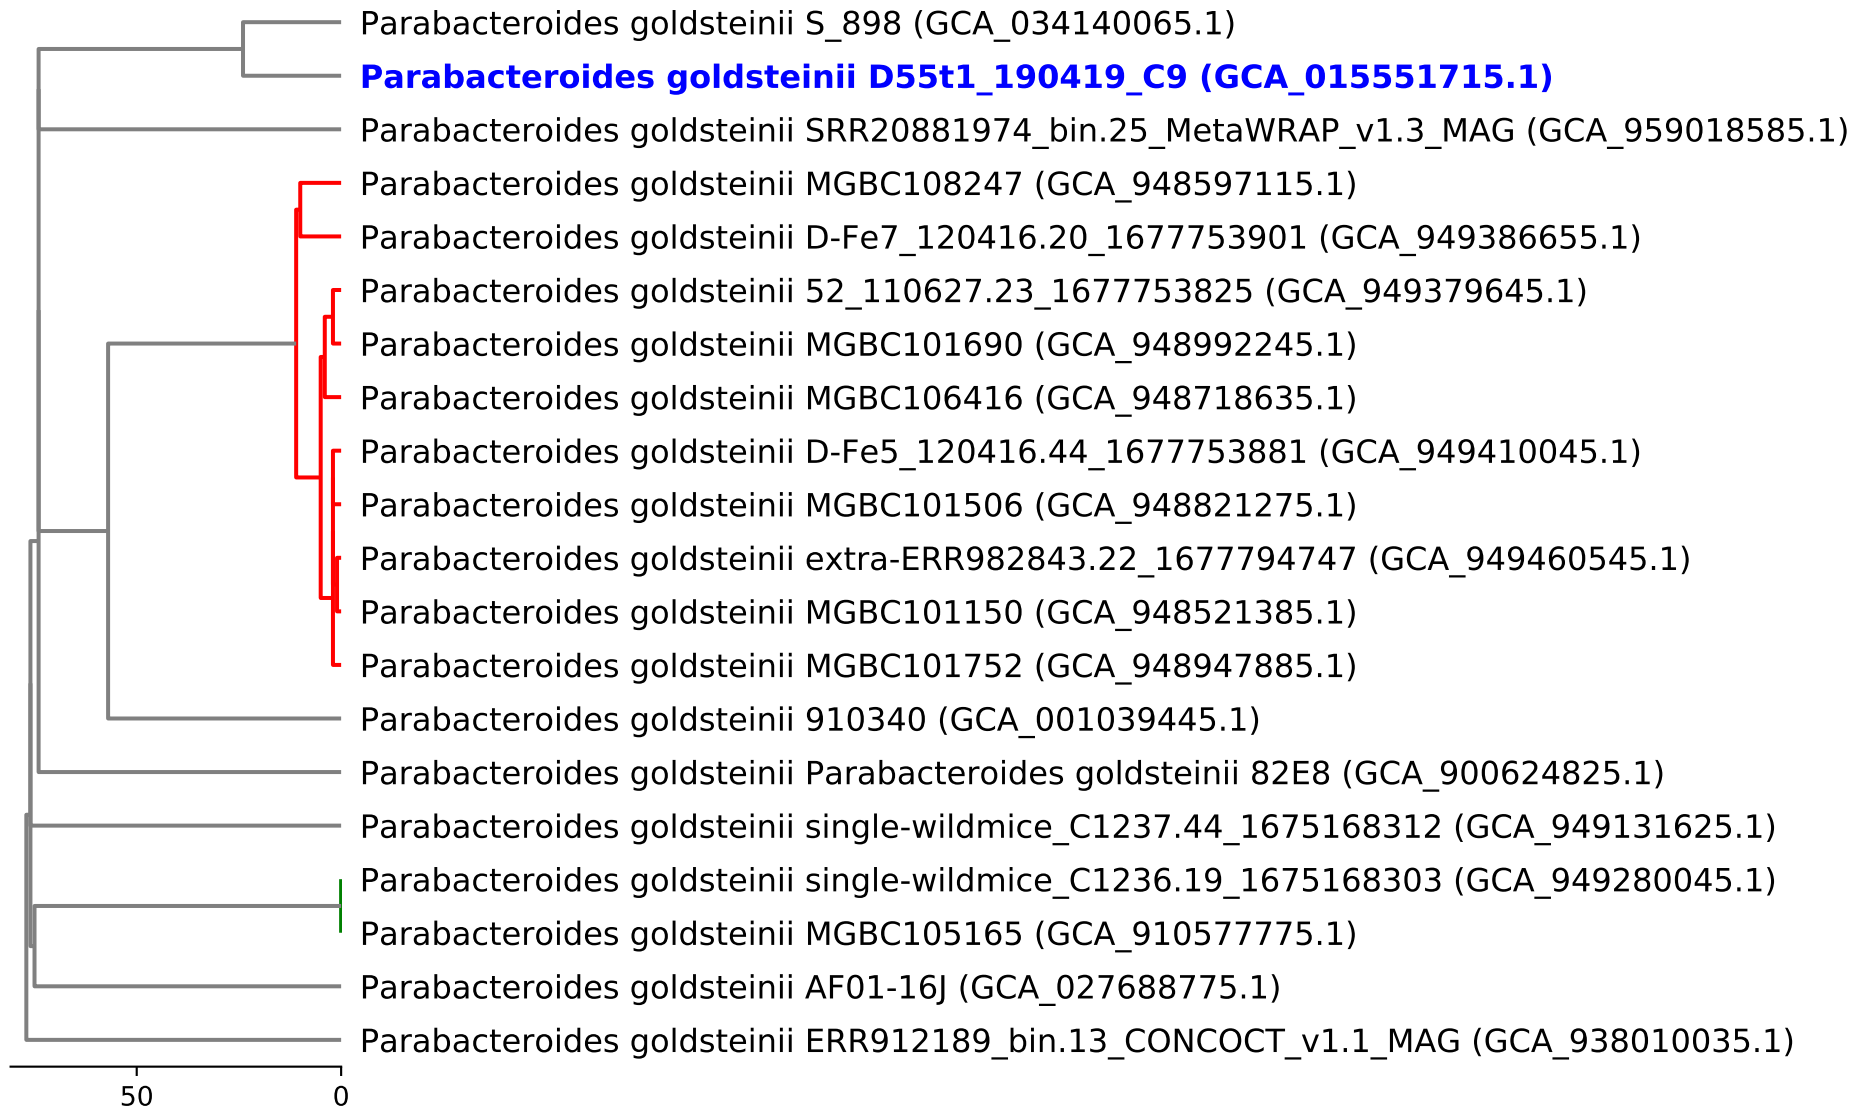 Parabacteroides goldsteinii S_898 (GCA_034140065.1)
Parabacteroides goldsteinii D55t1_190419_C9 (GCA_015551715.1)
Parabacteroides goldsteinii SRR20881974_bin.25_MetaWRAP_v1.3_MAG (GCA_959018585.1)
Parabacteroides goldsteinii MGBC108247 (GCA_948597115.1)
Parabacteroides goldsteinii D-Fe7_120416.20_1677753901 (GCA_949386655.1)
Parabacteroides goldsteinii 52_110627.23_1677753825 (GCA_949379645.1)
Parabacteroides goldsteinii MGBC101690 (GCA_948992245.1)
Parabacteroides goldsteinii MGBC106416 (GCA_948718635.1)
Parabacteroides goldsteinii D-Fe5_120416.44_1677753881 (GCA_949410045.1)
Parabacteroides goldsteinii MGBC101506 (GCA_948821275.1)
Parabacteroides goldsteinii extra-ERR982843.22_1677794747 (GCA_949460545.1)
Parabacteroides goldsteinii MGBC101150 (GCA_948521385.1)
Parabacteroides goldsteinii MGBC101752 (GCA_948947885.1)
Parabacteroides goldsteinii 910340 (GCA_001039445.1)
Parabacteroides goldsteinii Parabacteroides goldsteinii 82E8 (GCA_900624825.1)
Parabacteroides goldsteinii single-wildmice_C1237.44_1675168312 (GCA_949131625.1)
Parabacteroides goldsteinii single-wildmice_C1236.19_1675168303 (GCA_949280045.1)
Parabacteroides goldsteinii MGBC105165 (GCA_910577775.1)
Parabacteroides goldsteinii AF01-16J (GCA_027688775.1)
Parabacteroides goldsteinii ERR912189_bin.13_CONCOCT_v1.1_MAG (GCA_938010035.1)
50 0